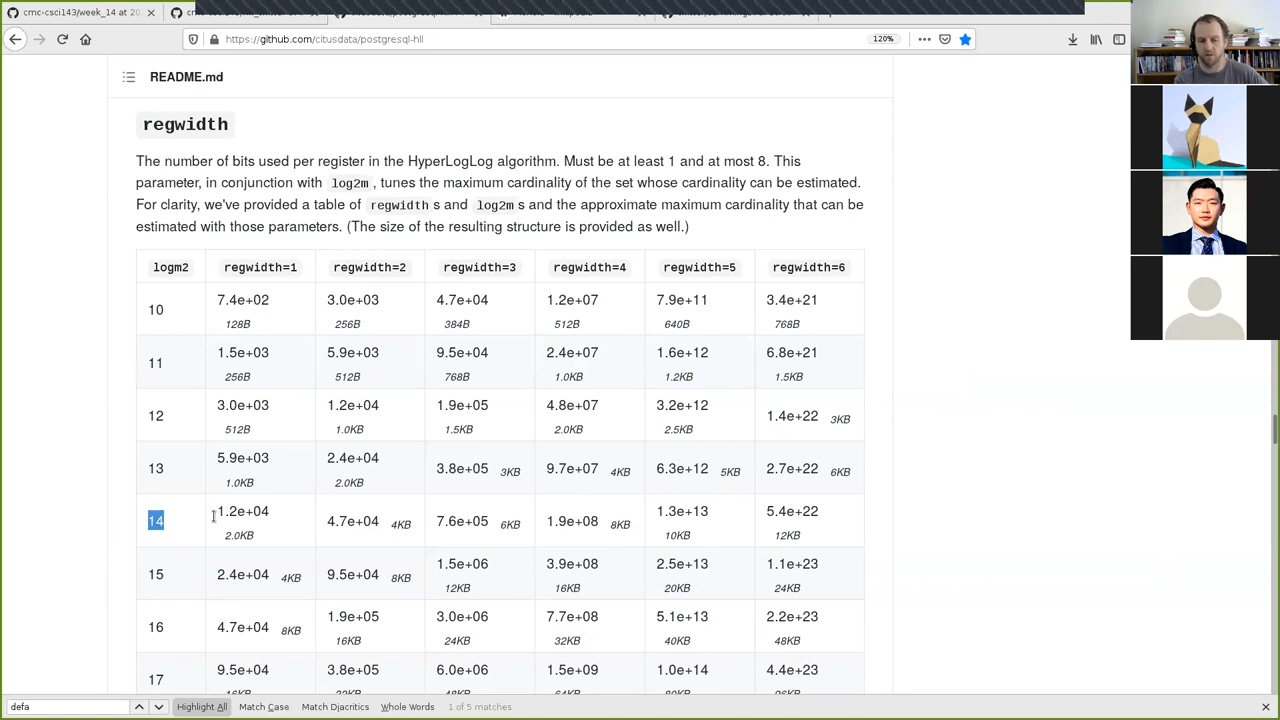 cmc-csci143/week_14 at 20
https://github.com/citusdata/postgresql-hll
120%
README.md
regwidth
The number of bits used per register in the HyperLogLog algorithm. Must be at least 1 and at most 8. This
parameter, in conjunction with log2m, tunes the maximum cardinality of the set whose cardinality can be estimated.
For clarity, we've provided a table of regwidth s and log2m s and the approximate maximum cardinality that can be
estimated with those parameters. (The size of the resulting structure is provided as well.)
logm2 regwidth=1 regwidth=2 regwidth=3 regwidth=4 regwidth=5 regwidth=6
10 7.4e+02 128B 3.0e+03 256B 4.7e+04 384B 1.2e+07 512B 7.9e+11 640B 3.4e+21 768B
11 1.5e+03 256B 5.9e+03 512B 9.5e+04 768B 2.4e+07 1.0KB 1.6e+12 1.2KB 6.8e+21 1.5KB
12 3.0e+03 512B 1.2e+04 1.0KB 1.9e+05 1.5KB 4.8e+07 2.0KB 3.2e+12 2.5KB 1.4e+22 3KB
13 5.9e+03 1.0KB 2.4e+04 2.0KB 3.8e+05 3KB 9.7e+07 4KB 6.3e+12 5KB 2.7e+22 6KB
14 1.2e+04 2.0KB 4.7e+04 4KB 7.6e+05 6KB 1.9e+08 8KB 1.3e+13 10KB 5.4e+22 12KB
15 2.4e+04 4KB 9.5e+04 8KB 1.5e+06 12KB 3.9e+08 16KB 2.5e+13 20KB 1.1e+23 24KB
16 4.7e+04 8KB 1.9e+05 16KB 3.0e+06 24KB 7.7e+08 32KB 5.1e+13 40KB 2.2e+23 48KB
17 9.5e+04 3.8e+05 6.0e+06 1.5e+09 1.0e+14 4.4e+23
defa Highlight All Match Case Match Diacritics Whole Words 1 of 5 matches